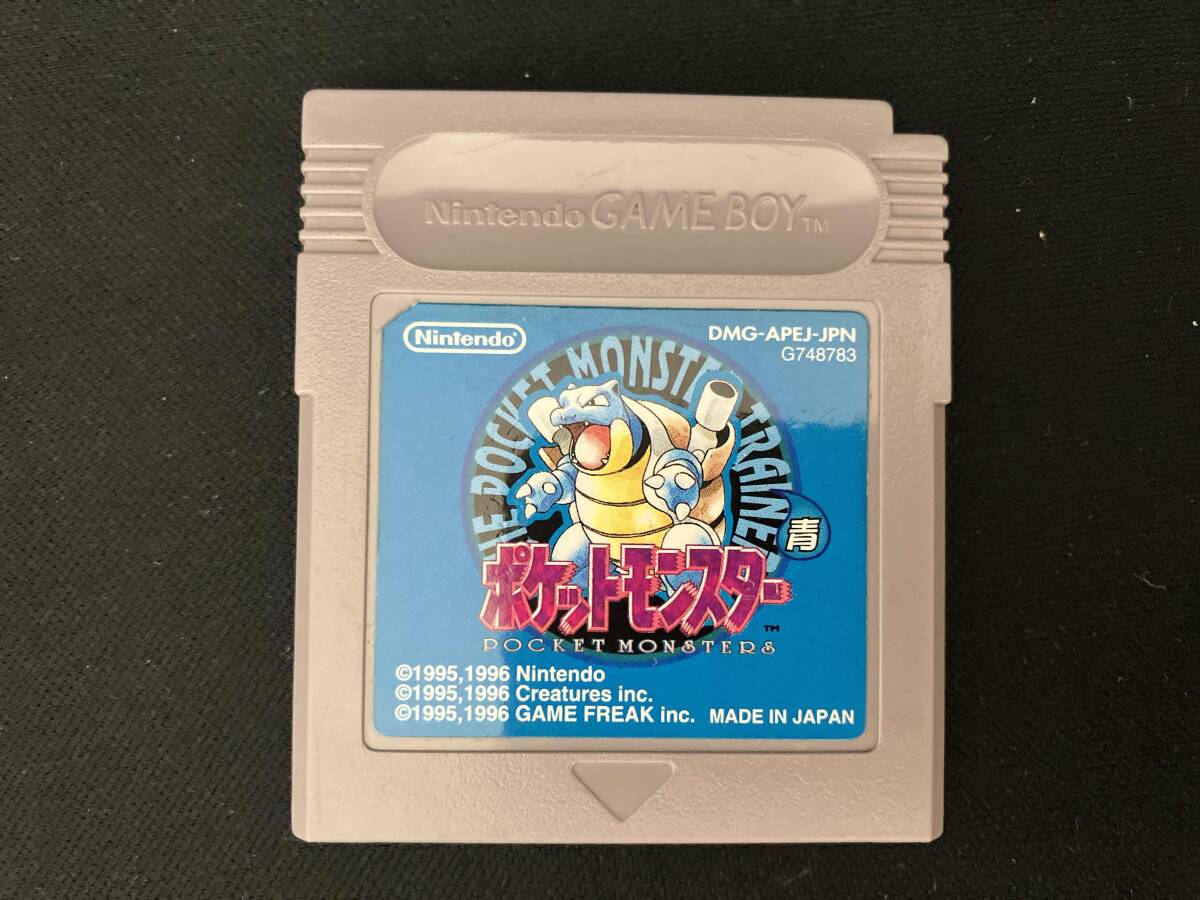 Nintendo GAME BOY TM
Nintendo
DMG-APEJ-JPN
G748783
POCKET MONSTER TRAINER
青
ポケットモンスター
TM
POCKET MONSTERS
©1995,1996 Nintendo
©1995,1996 Creatures inc.
©1995,1996 GAME FREAK inc. MADE IN JAPAN